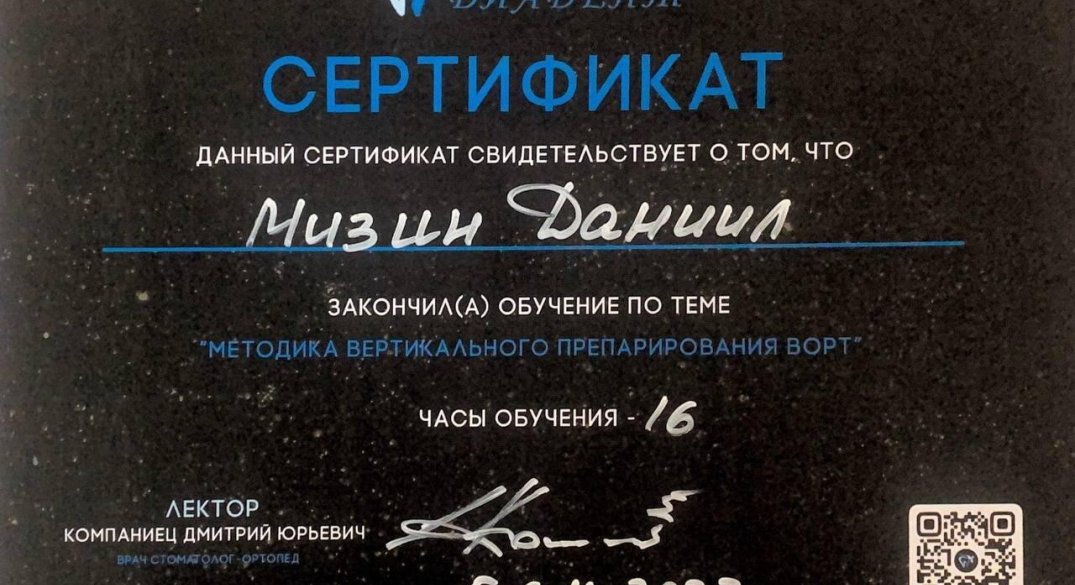 СЕРТИФИКАТ
ДАННЫЙ СЕРТИФИКАТ СВИДЕТЕЛЬСТВУЕТ О ТОМ, ЧТО
Мизин Даниил
ЗАКОНЧИЛ(А) ОБУЧЕНИЕ ПО ТЕМЕ
"МЕТОДИКА ВЕРТИКАЛЬНОГО ПРЕПАРИРОВАНИЯ ВОРТ"
ЧАСЫ ОБУЧЕНИЯ - 16
ЛЕКТОР
КОМПАНИЕЦ ДМИТРИЙ ЮРЬЕВИЧ
ВРАЧ СТОМАТОЛОГ-ОРТОПЕД